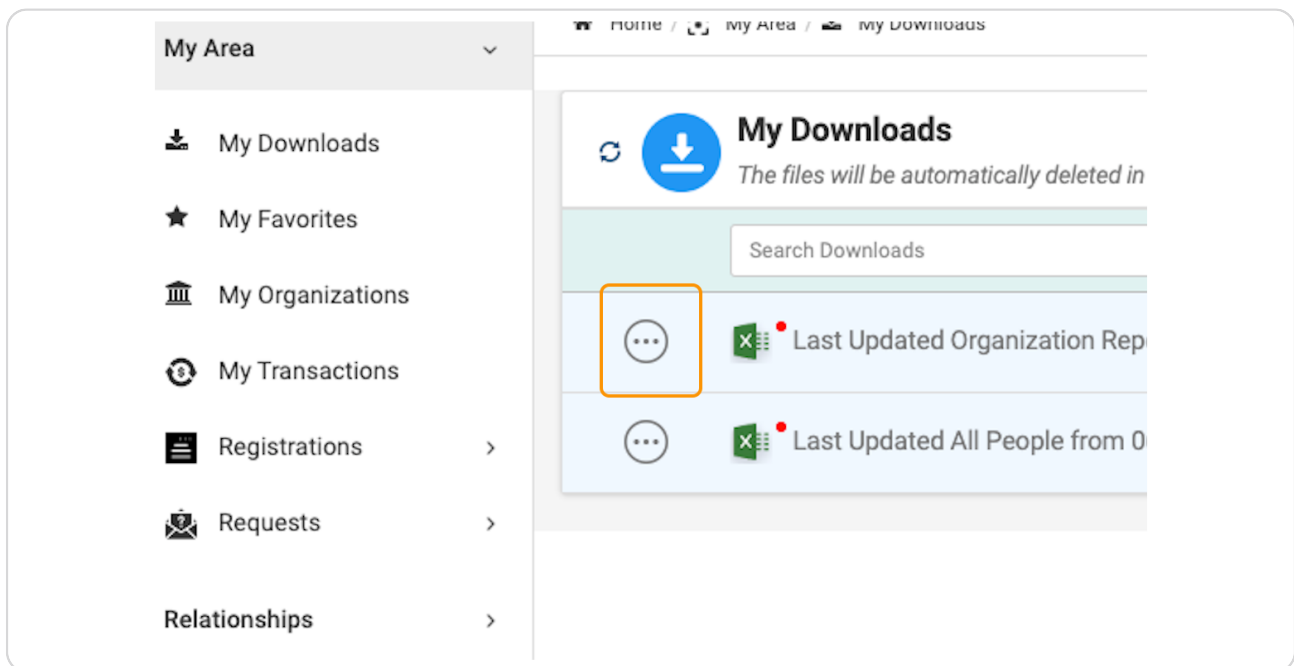 My Area
My Downloads
My Favorites
My Organizations
My Transactions
Registrations
Requests
Relationships
Home / My Area / My Downloads
My Downloads
The files will be automatically deleted in
Search Downloads
Last Updated Organization Rep
Last Updated All People from 0